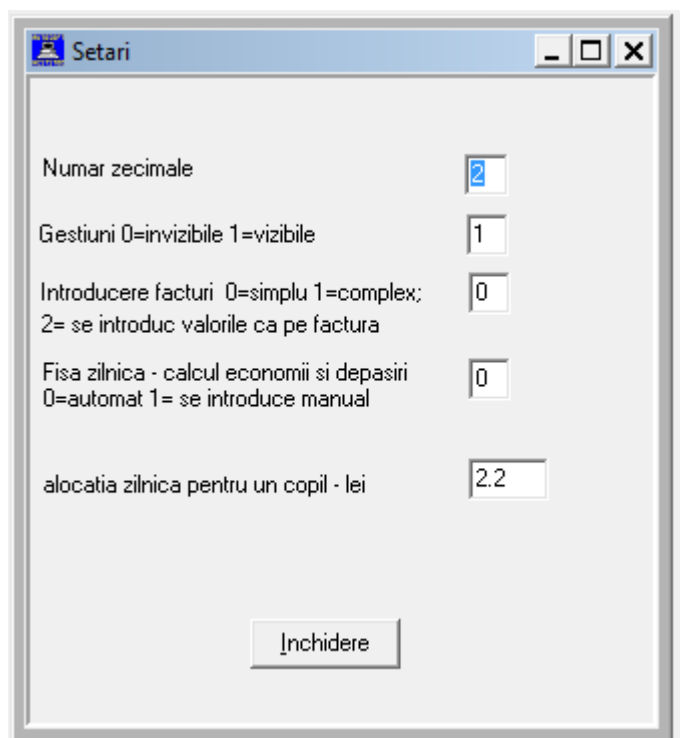 Setari
Numar zecimale 2
Gestiuni 0=invizibile 1=vizibile 1
Introducere facturi 0=simplu 1=complex; 0
2= se introduc valorile ca pe factura
Fisa zilnica - calcul economii si depasiri 0
0=automat 1= se introduce manual
alocatia zilnica pentru un copil - lei 2.2
Inchidere